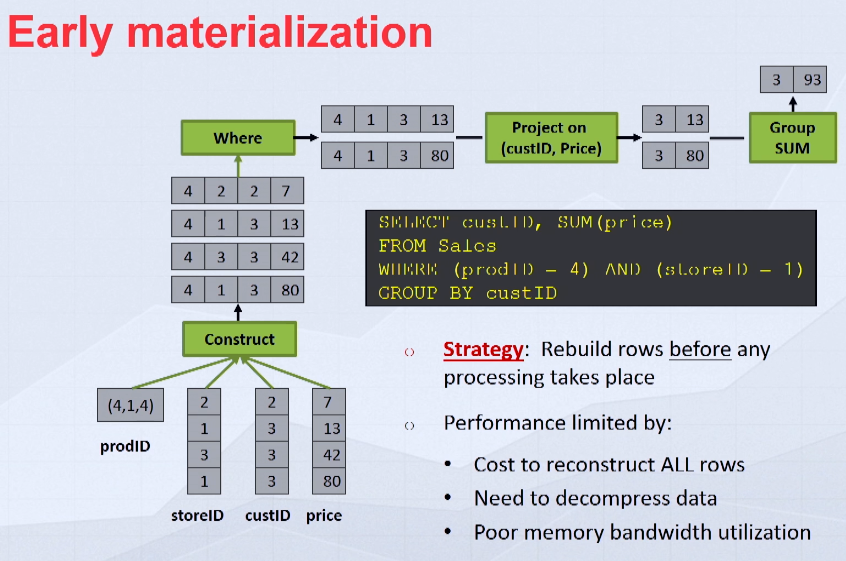 Early materialization
3 93
Where
4 1 3 13
4 1 3 80
Project on
(custID, Price)
3 13
3 80
Group
SUM
4 2 2 7
4 1 3 13
4 3 3 42
4 1 3 80
SELECT custID, SUM(price)
FROM Sales
WHERE (prodID = 4) AND (storeID = 1)
GROUP BY custID
Construct
(4,1,4)
prodID
2
1
3
1
storeID
2
3
3
3
custID
7
13
42
80
price
Strategy: Rebuild rows before any
processing takes place
Performance limited by:
• Cost to reconstruct ALL rows
• Need to decompress data
• Poor memory bandwidth utilization